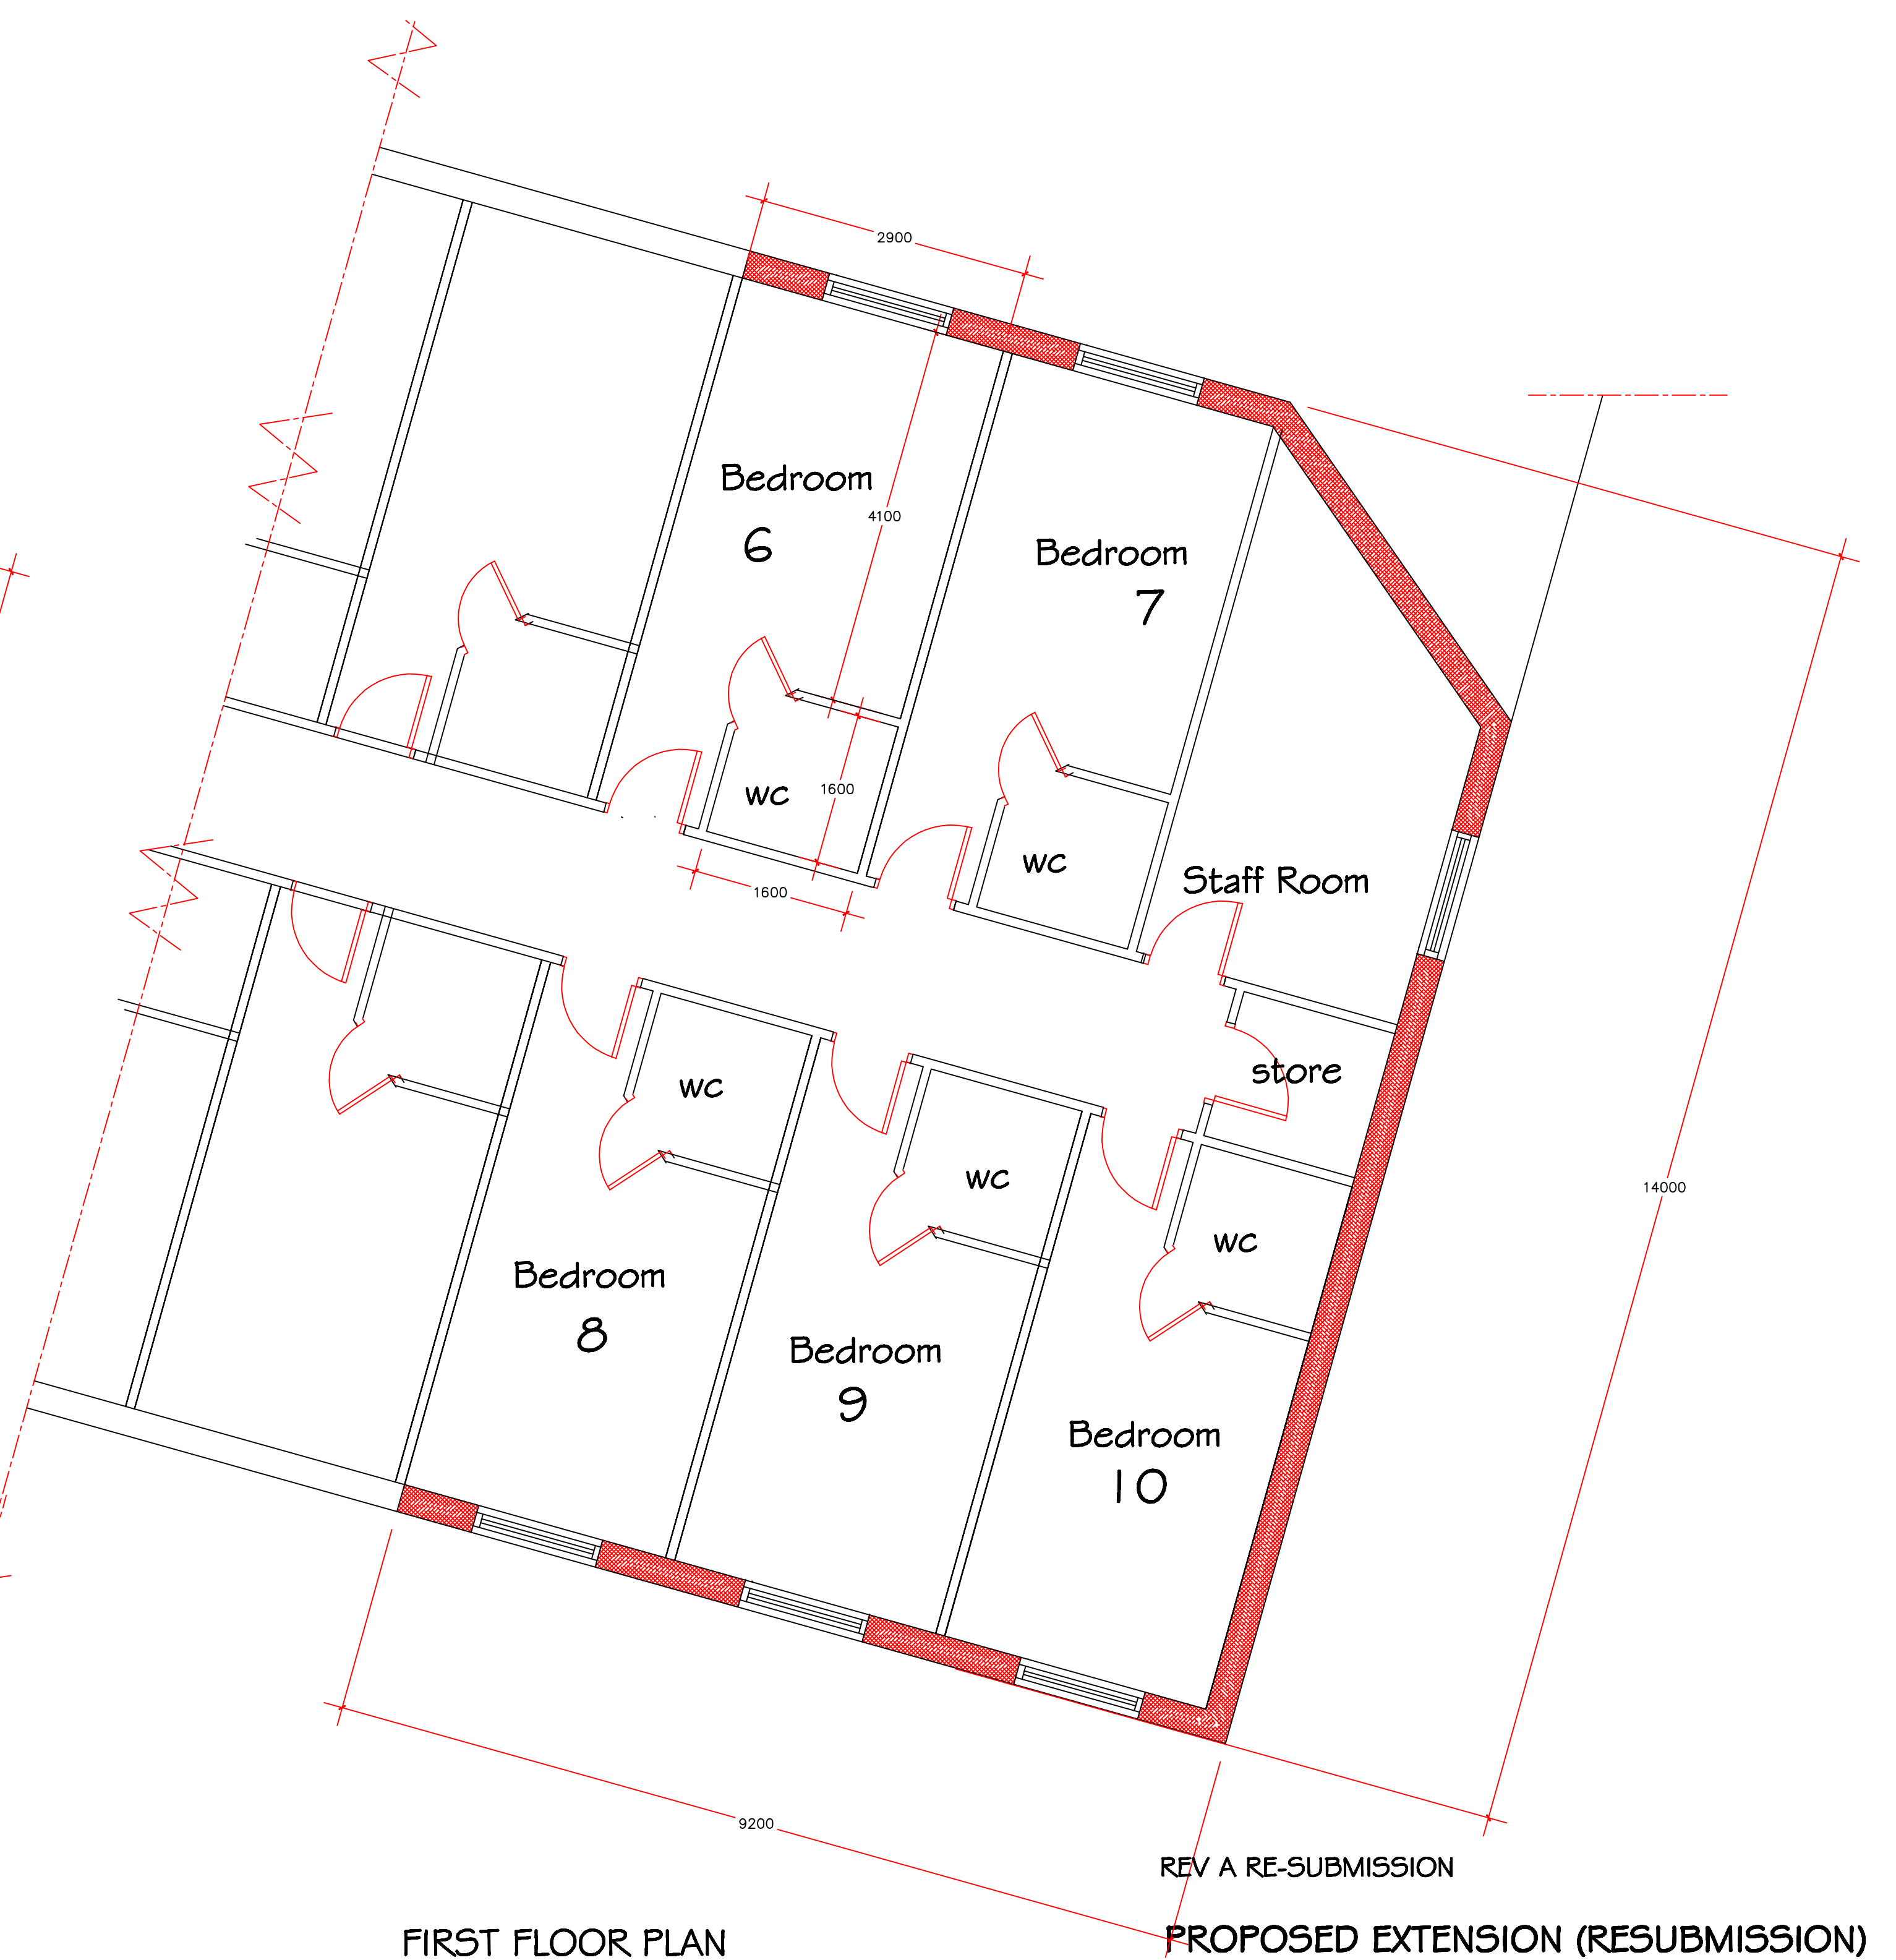 2900
Bedroom
6
4100
Bedroom
7
WC
1600
WC
1600
Staff Room
store
WC
WC
WC
14000
Bedroom
8
Bedroom
9
Bedroom
10
9200
REV A RE-SUBMISSION
FIRST FLOOR PLAN
PROPOSED EXTENSION (RESUBMISSION)